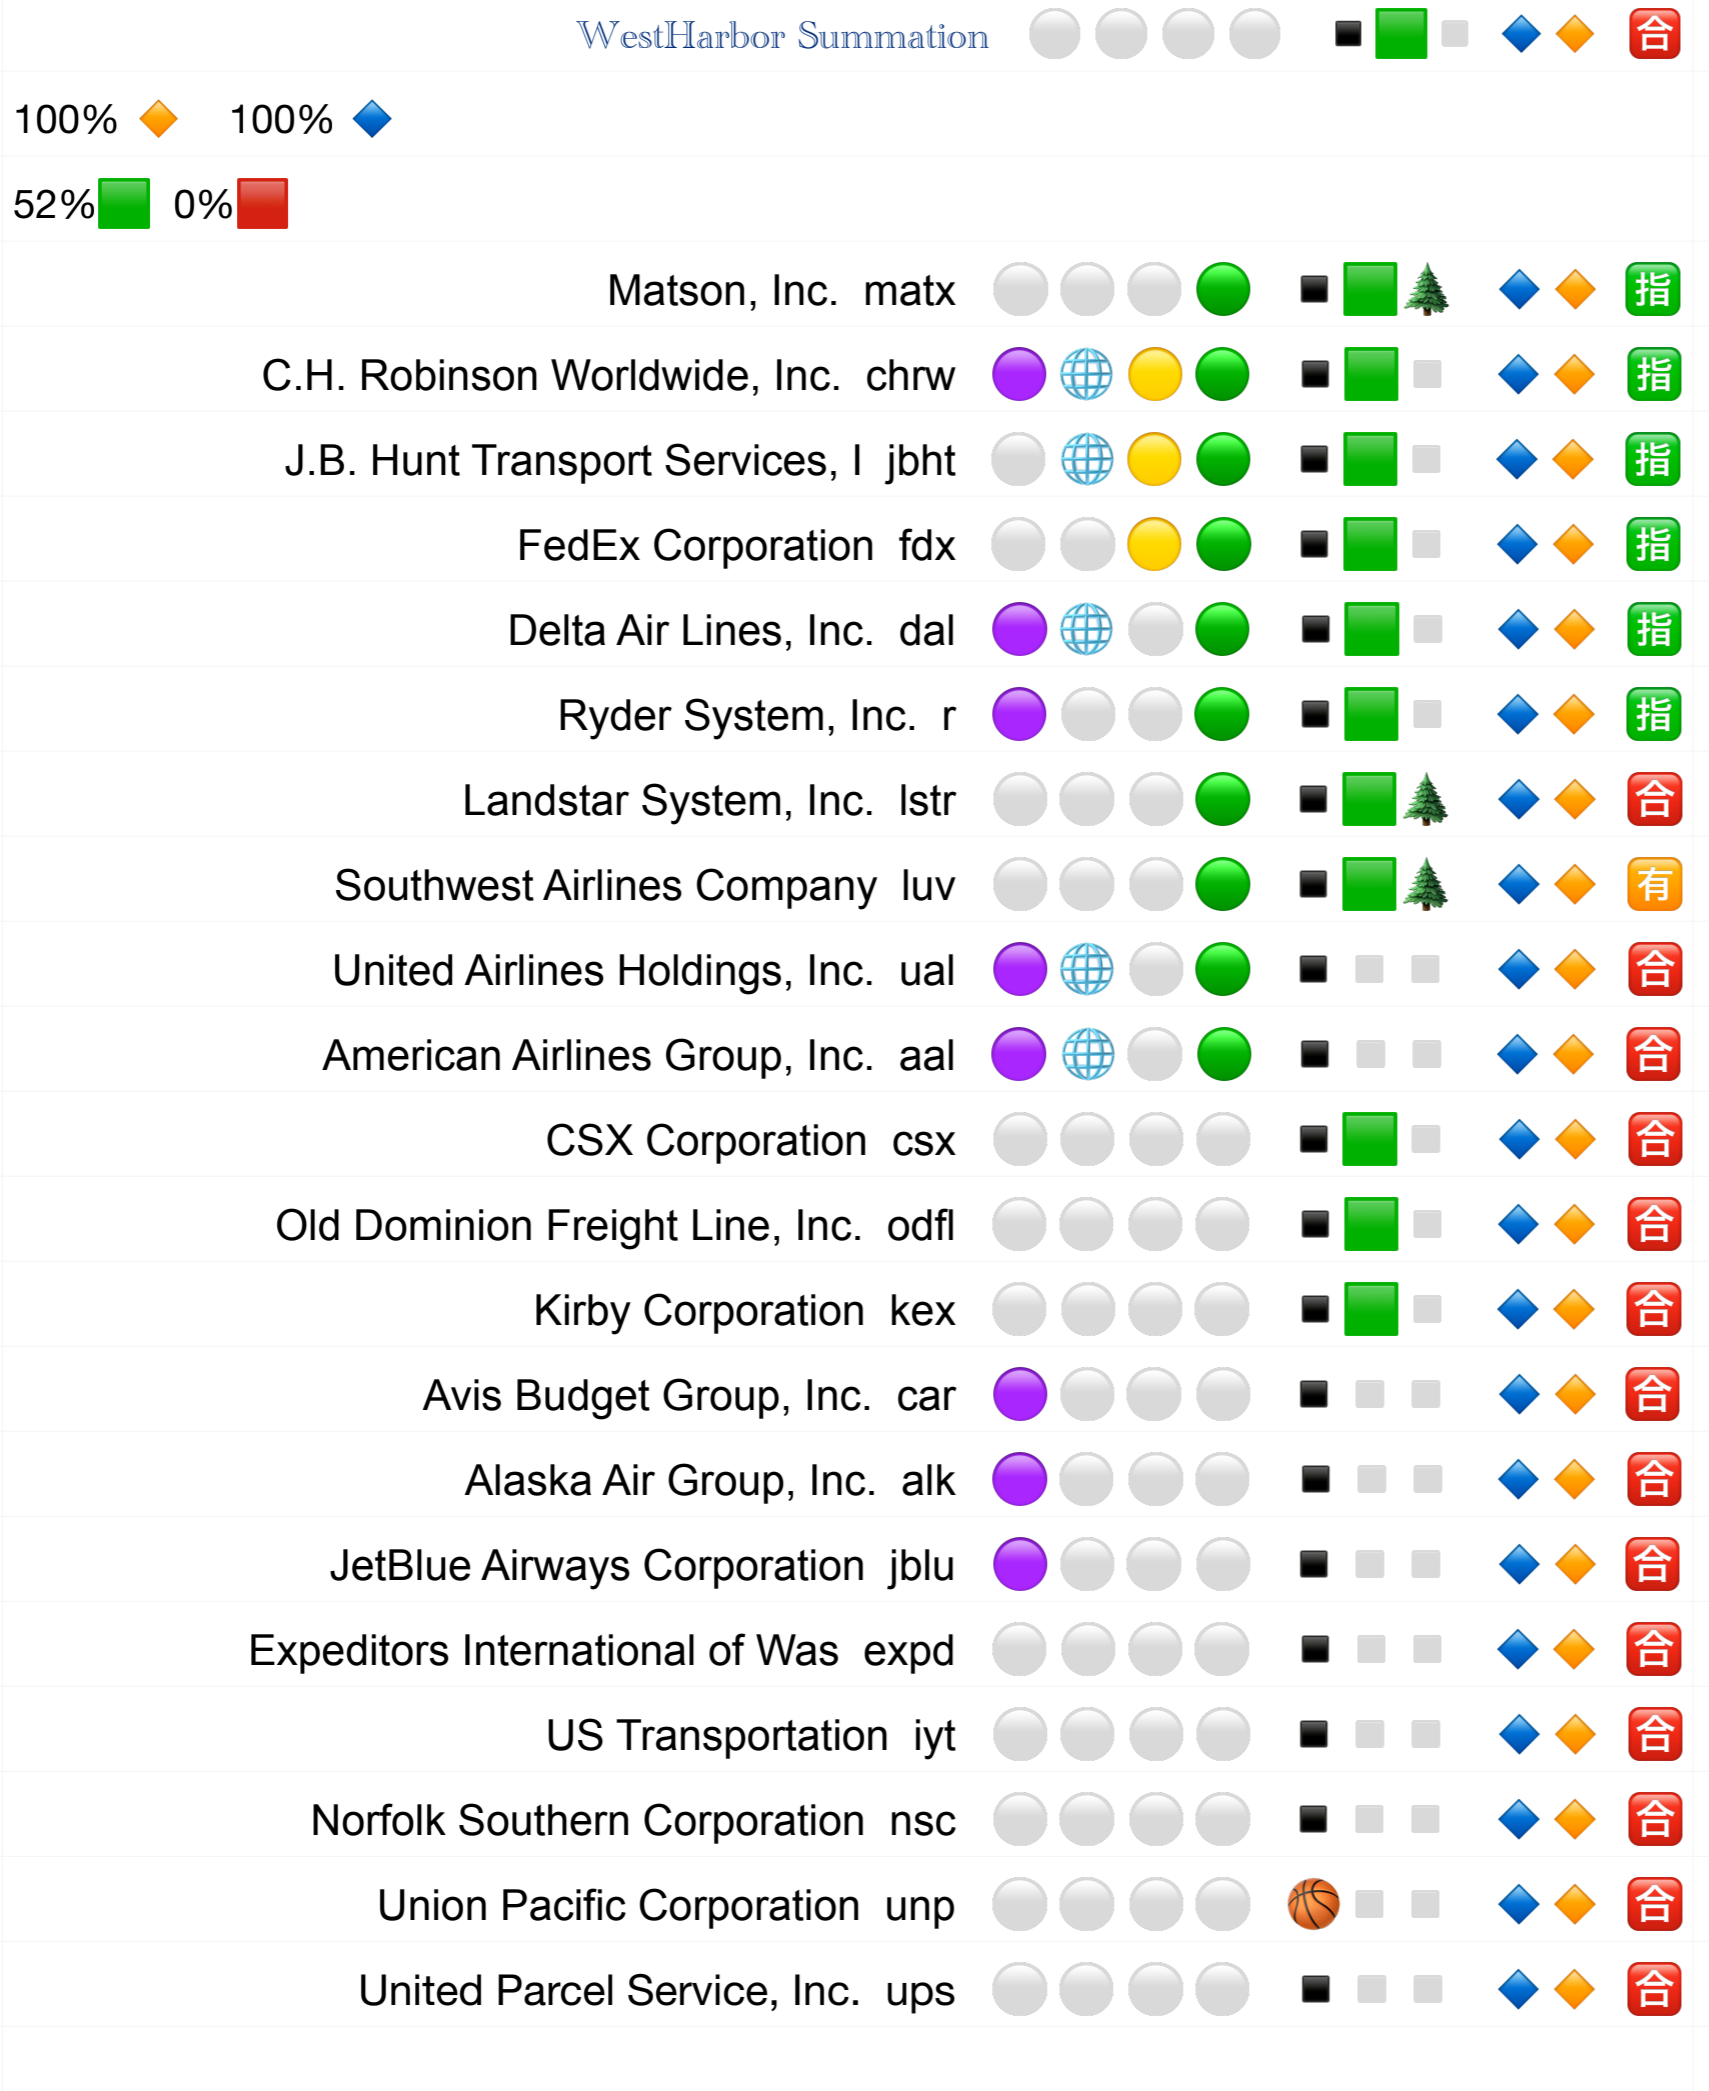 WestHarbor Summation 合
100% 100%
52% 0%
Matson, Inc. matx 指
C.H. Robinson Worldwide, Inc. chrw 指
J.B. Hunt Transport Services, I jbht 指
FedEx Corporation fdx 指
Delta Air Lines, Inc. dal 指
Ryder System, Inc. r 指
Landstar System, Inc. lstr 合
Southwest Airlines Company luv 有
United Airlines Holdings, Inc. ual 合
American Airlines Group, Inc. aal 合
CSX Corporation csx 合
Old Dominion Freight Line, Inc. odfl 合
Kirby Corporation kex 合
Avis Budget Group, Inc. car 合
Alaska Air Group, Inc. alk 合
JetBlue Airways Corporation jblu 合
Expeditors International of Was expd 合
US Transportation iyt 合
Norfolk Southern Corporation nsc 合
Union Pacific Corporation unp 合
United Parcel Service, Inc. ups 合